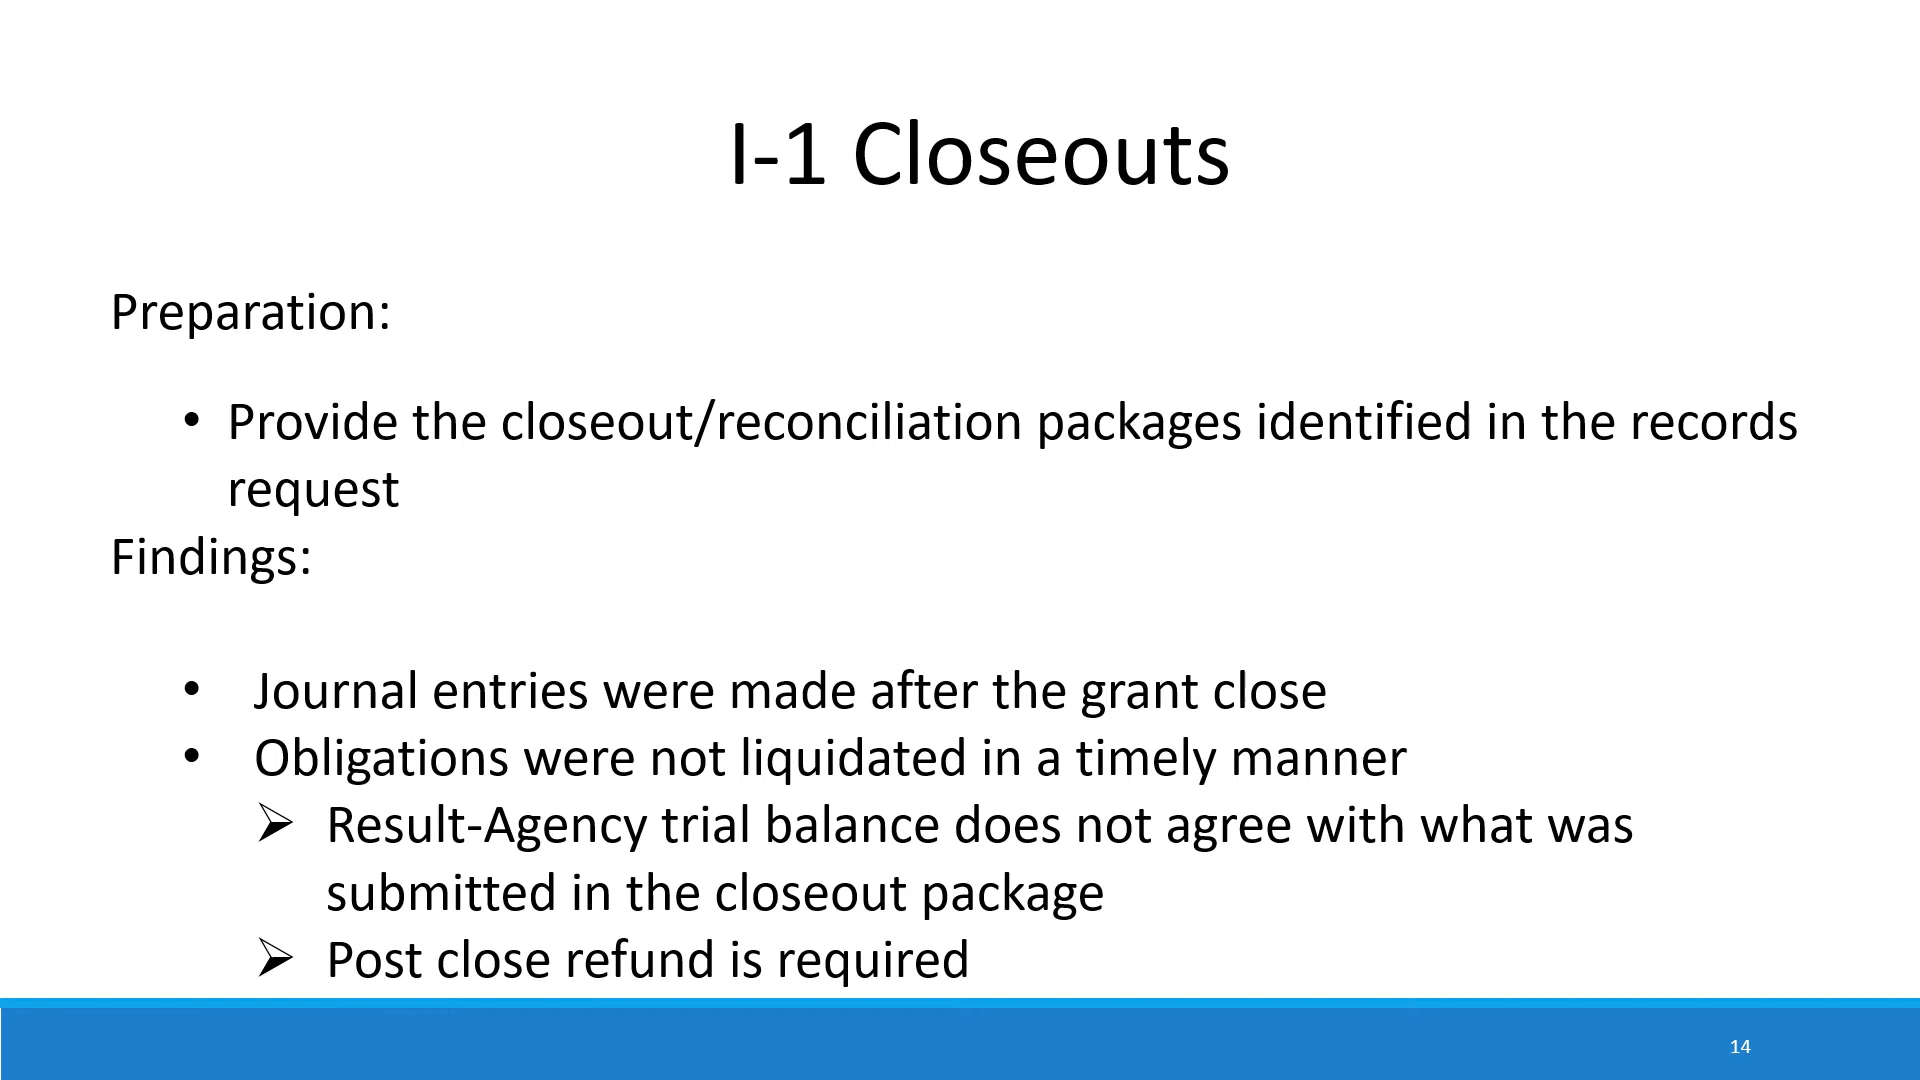 I-1 Closeouts
Preparation:
• Provide the closeout/reconciliation packages identified in the records
request
Findings:
• Journal entries were made after the grant close
• Obligations were not liquidated in a timely manner
➢ Result-Agency trial balance does not agree with what was
submitted in the closeout package
➢ Post close refund is required
14